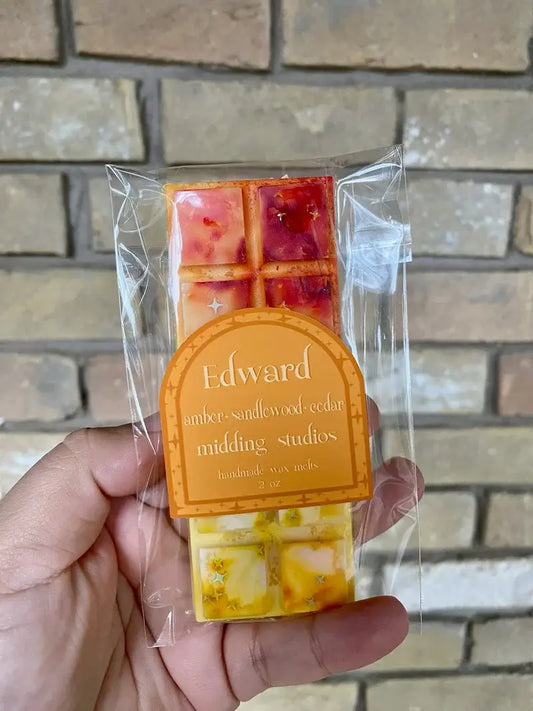 Edward
amber · sandlewood · cedar
midding studios
handmade wax melts
2 oz